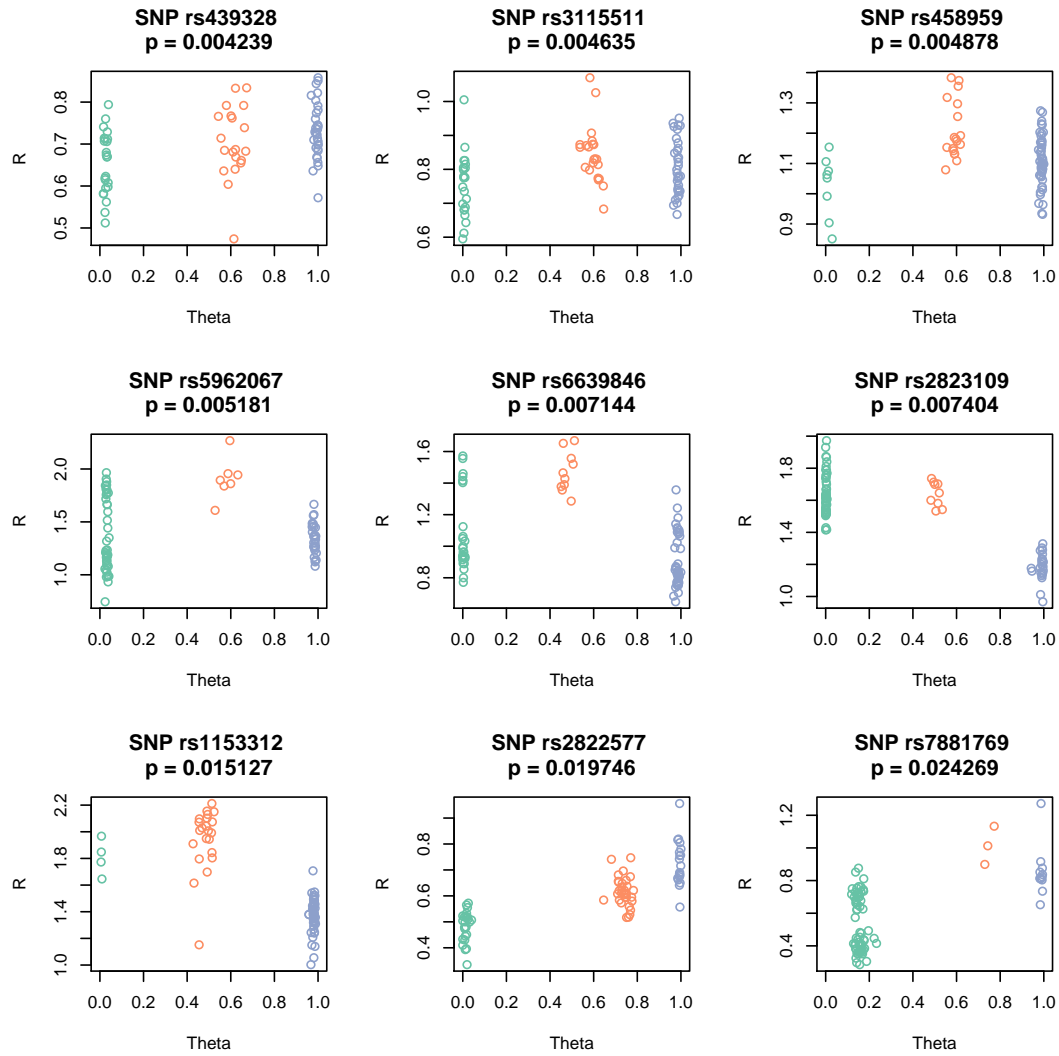 SNP rs439328
p = 0.004239
R
0.5 0.6 0.7 0.8
0.0 0.2 0.4 0.6 0.8 1.0
Theta
SNP rs3115511
p = 0.004635
R
0.6 0.8 1.0
0.0 0.2 0.4 0.6 0.8 1.0
Theta
SNP rs458959
p = 0.004878
R
0.9 1.1 1.3
0.0 0.2 0.4 0.6 0.8 1.0
Theta
SNP rs5962067
p = 0.005181
R
1.0 1.5 2.0
0.0 0.2 0.4 0.6 0.8 1.0
Theta
SNP rs6639846
p = 0.007144
R
0.8 1.2 1.6
0.0 0.2 0.4 0.6 0.8 1.0
Theta
SNP rs2823109
p = 0.007404
R
1.0 1.4 1.8
0.0 0.2 0.4 0.6 0.8 1.0
Theta
SNP rs1153312
p = 0.015127
R
1.0 1.4 1.8 2.2
0.0 0.2 0.4 0.6 0.8 1.0
Theta
SNP rs2822577
p = 0.019746
R
0.4 0.6 0.8
0.0 0.2 0.4 0.6 0.8 1.0
Theta
SNP rs7881769
p = 0.024269
R
0.4 0.8 1.2
0.0 0.2 0.4 0.6 0.8 1.0
Theta